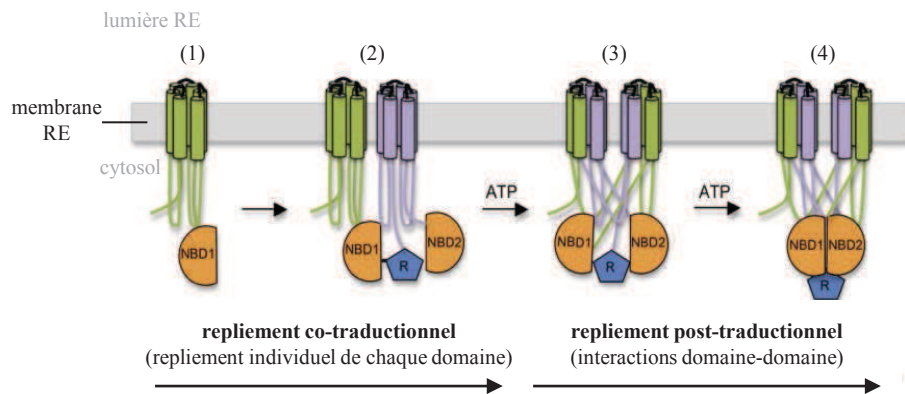 lumière RE
(1)
(2)
(3)
(4)
membrane
RE
cytosol
ATP
ATP
NBD1
NBD1
R
NBD2
NBD1
R
NBD2
NBD1
NBD2
R
repliement co-traductionnel
(repliement individuel de chaque domaine)
repliement post-traductionnel
(interactions domaine-domaine)